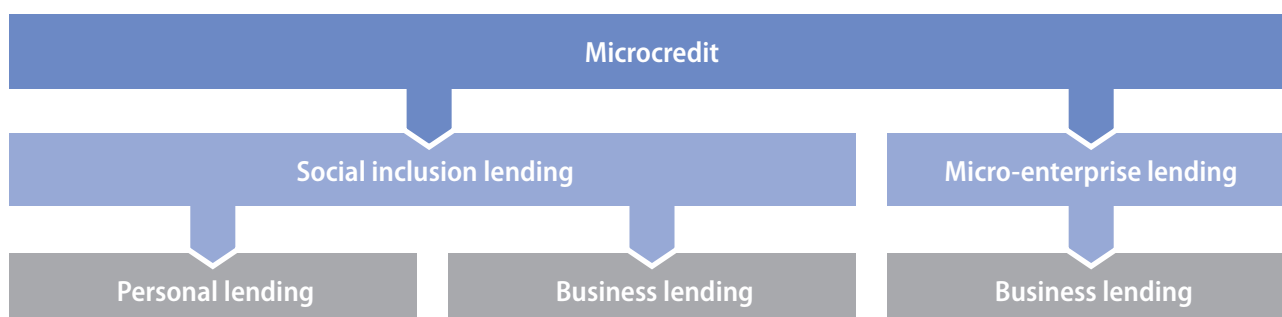 Microcredit
Social inclusion lending
Micro-enterprise lending
Personal lending
Business lending
Business lending